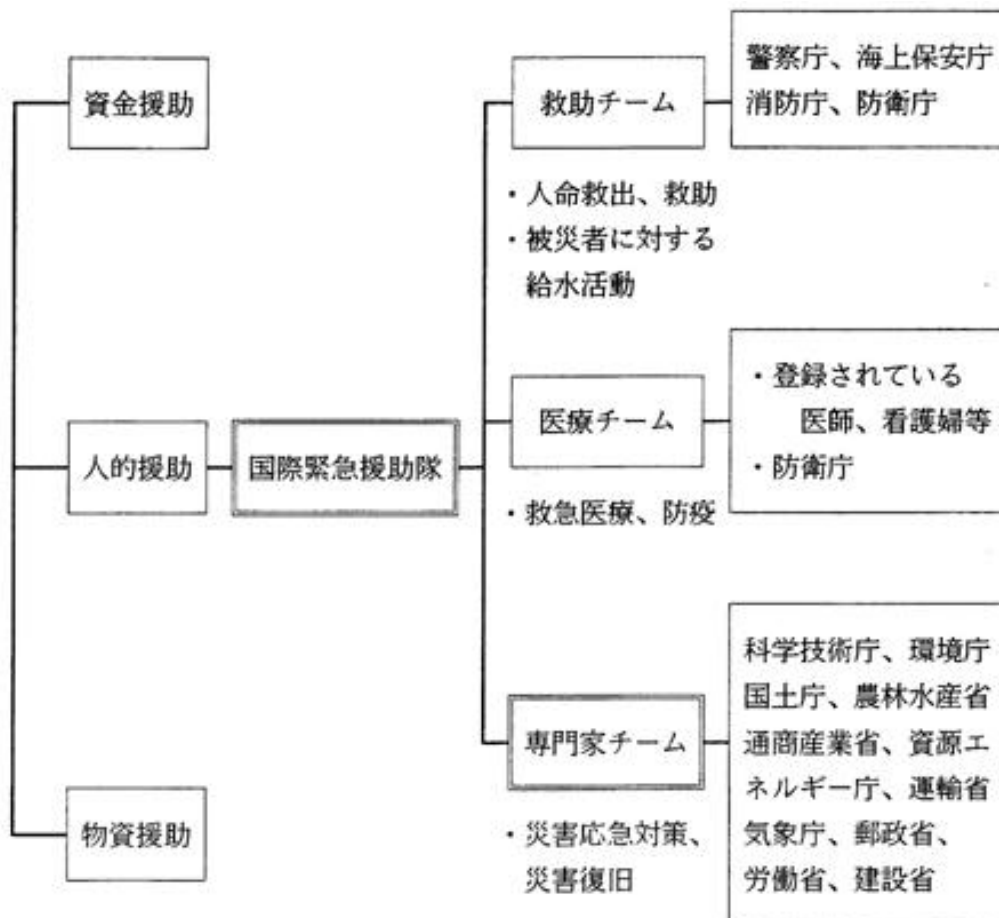 資金援助
人的援助
物資援助
国際緊急援助隊
救助チーム
・人命救出、救助
・被災者に対する
給水活動
警察庁、海上保安庁
消防庁、防衛庁
医療チーム
・救急医療、防疫
・登録されている
医師、看護婦等
・防衛庁
専門家チーム
・災害応急対策、
災害復旧
科学技術庁、環境庁
国土庁、農林水産省
通商産業省、資源エ
ネルギー庁、運輸省
気象庁、郵政省、
労働省、建設省